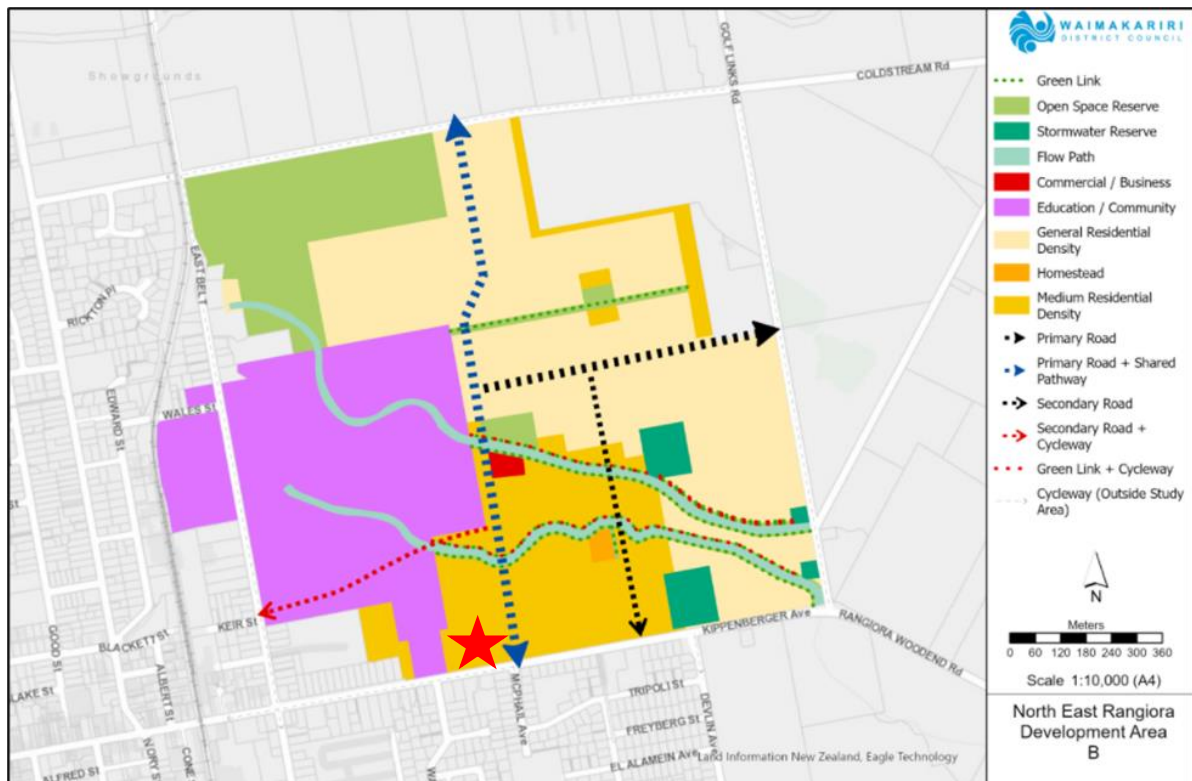 WAIMAKARIRI
DISTRICT COUNCIL
Green Link
Open Space Reserve
Stormwater Reserve
Flow Path
Commercial / Business
Education / Community
General Residential
Density
Homestead
Medium Residential
Density
Primary Road
Primary Road + Shared
Pathway
Secondary Road
Secondary Road +
Cycleway
Green Link + Cycleway
Cycleway (Outside Study
Area)
N
Meters
0 60 120 180 240 300 360
Scale 1:10,000 (A4)
North East Rangiora
Development Area
B
Showgrounds
GOLF LINKS Rd
COLDSTREAM Rd
EAST BELT
RICKTON Pl
EDWARD ST
WALES ST
KEIR ST
BLACKETT St
GOOD ST
ALBERT ST
KIPPENBERGER Ave
RANGIORA WOODEND Rd
MCPHAIL Ave
TRIPOLI St
DEVLIN Ave
FREYBERG St
EL ALAMEIN Ave
ALFRED ST
IVORY ST
CONE ST
Land Information New Zealand, Eagle Technology